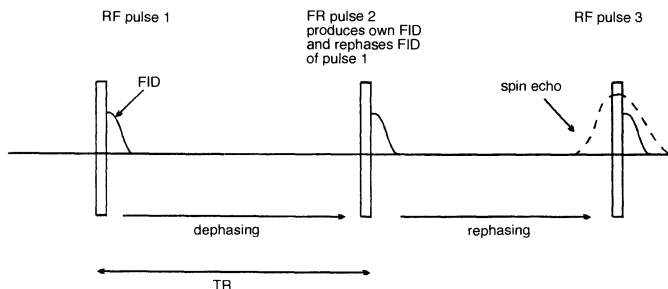 RF pulse 1
FR pulse 2
produces own FID
and rephases FID
of pulse 1
RF pulse 3
FID
spin echo
dephasing
rephasing
TR